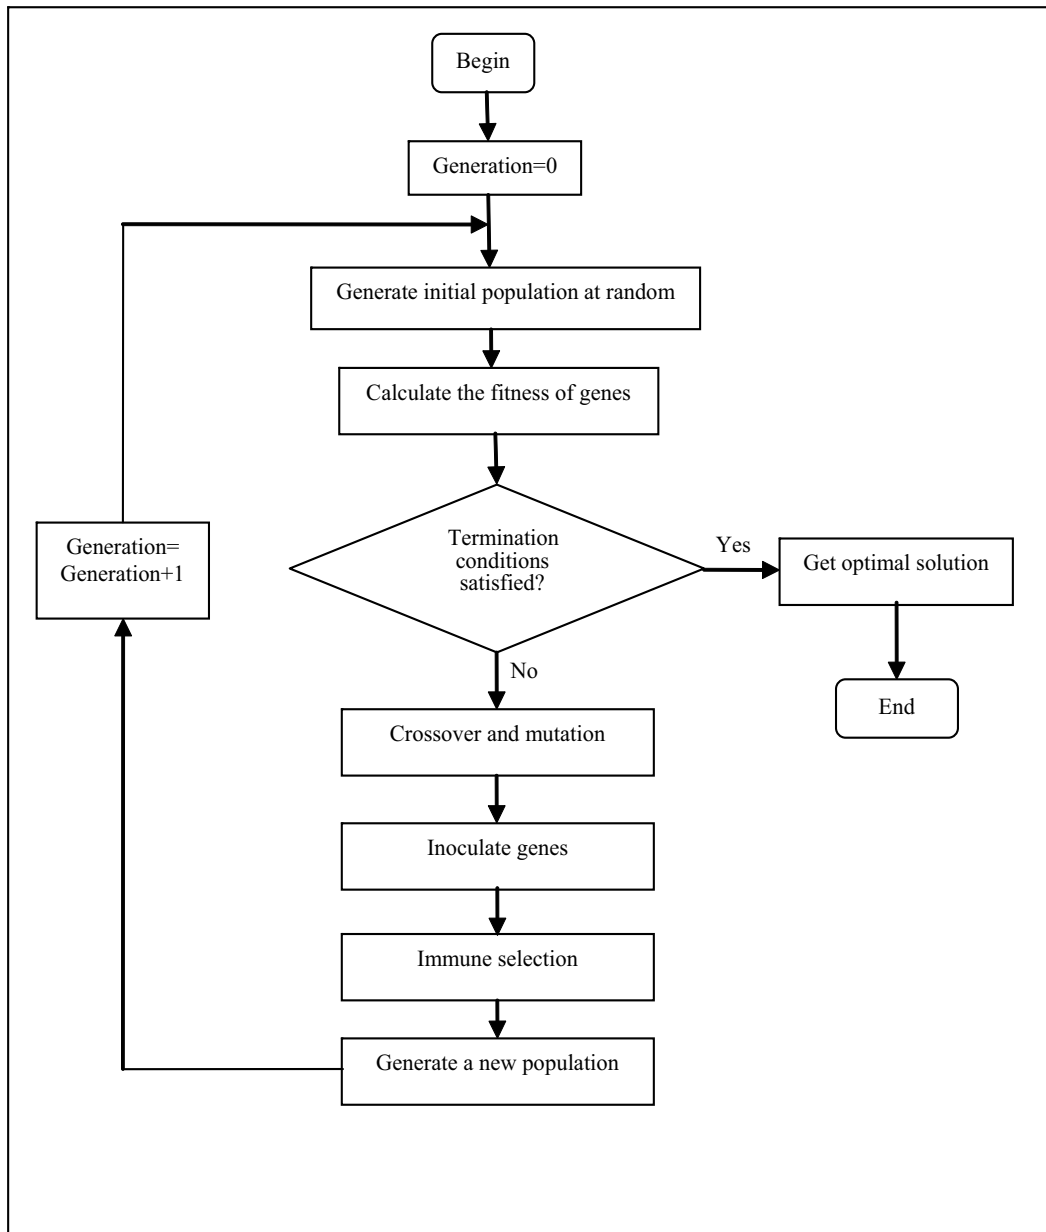 Begin
Generation=0
Generate initial population at random
Calculate the fitness of genes
Termination
conditions
satisfied?
Yes
Get optimal solution
End
No
Crossover and mutation
Inoculate genes
Immune selection
Generate a new population
Generation=
Generation+1